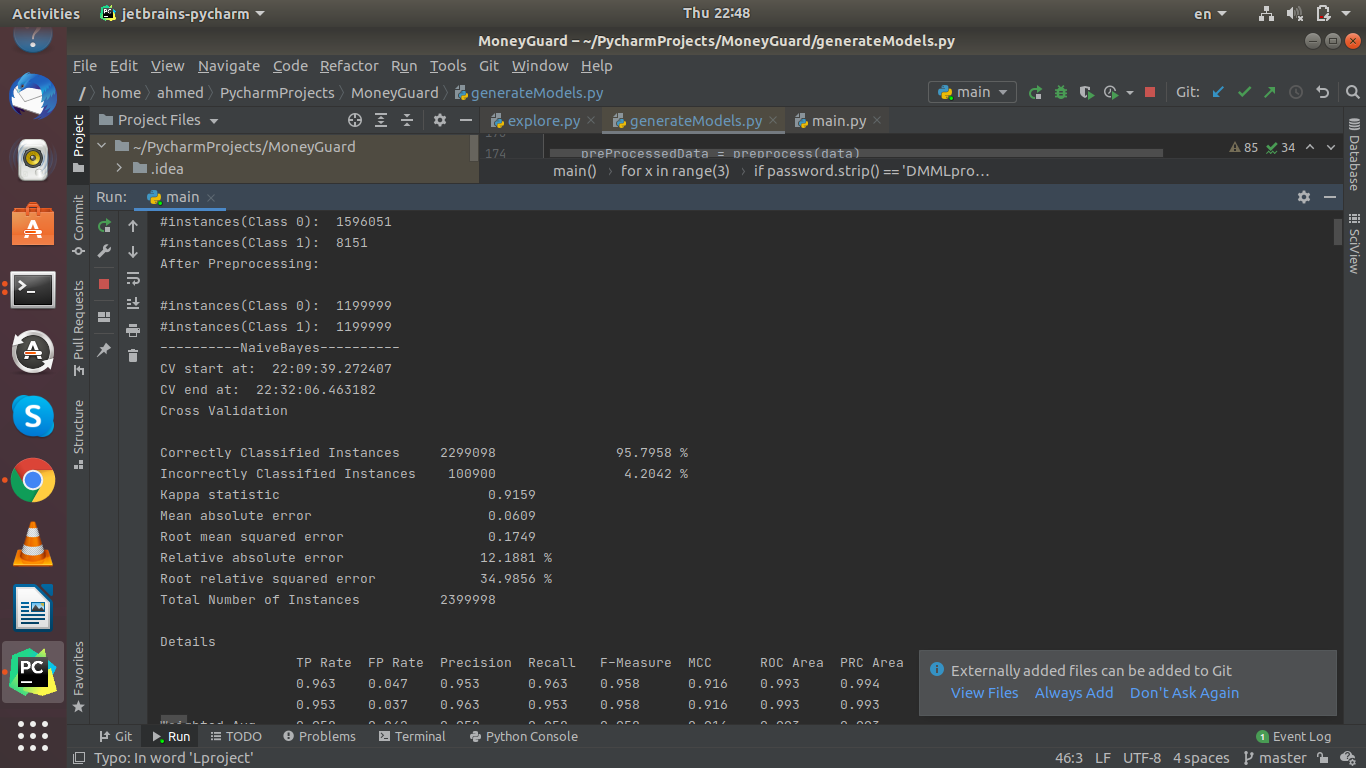 Activities jetbrains-pycharm Thu 22:48 en
MoneyGuard – ~/PycharmProjects/MoneyGuard/generateModels.py
File Edit View Navigate Code Refactor Run Tools Git Window Help
/ home ahmed PycharmProjects MoneyGuard generateModels.py main Git:
Project Files explore.py generateModels.py main.py
~/PycharmProjects/MoneyGuard 174 preProcessedData = preprocess(data) 85 34
.idea main() for x in range(3) if password.strip() == 'DMMLpro…
Run: main
#instances(Class 0): 1596051
#instances(Class 1): 8151
After Preprocessing:
#instances(Class 0): 1199999
#instances(Class 1): 1199999
----------NaiveBayes----------
CV start at: 22:09:39.272407
CV end at: 22:32:06.463182
Cross Validation
Correctly Classified Instances 2299098 95.7958 %
Incorrectly Classified Instances 100900 4.2042 %
Kappa statistic 0.9159
Mean absolute error 0.0609
Root mean squared error 0.1749
Relative absolute error 12.1881 %
Root relative squared error 34.9856 %
Total Number of Instances 2399998
Details
TP Rate FP Rate Precision Recall F-Measure MCC ROC Area PRC Area
0.963 0.047 0.953 0.963 0.958 0.916 0.993 0.994
0.953 0.037 0.963 0.953 0.958 0.916 0.993 0.993
Externally added files can be added to Git
View Files Always Add Don't Ask Again
Project
Commit
Pull Requests
Structure
Favorites
Database
SciView
Git Run TODO Problems Terminal Python Console 1 Event Log
Typo: In word 'Lproject' 46:3 LF UTF-8 4 spaces master